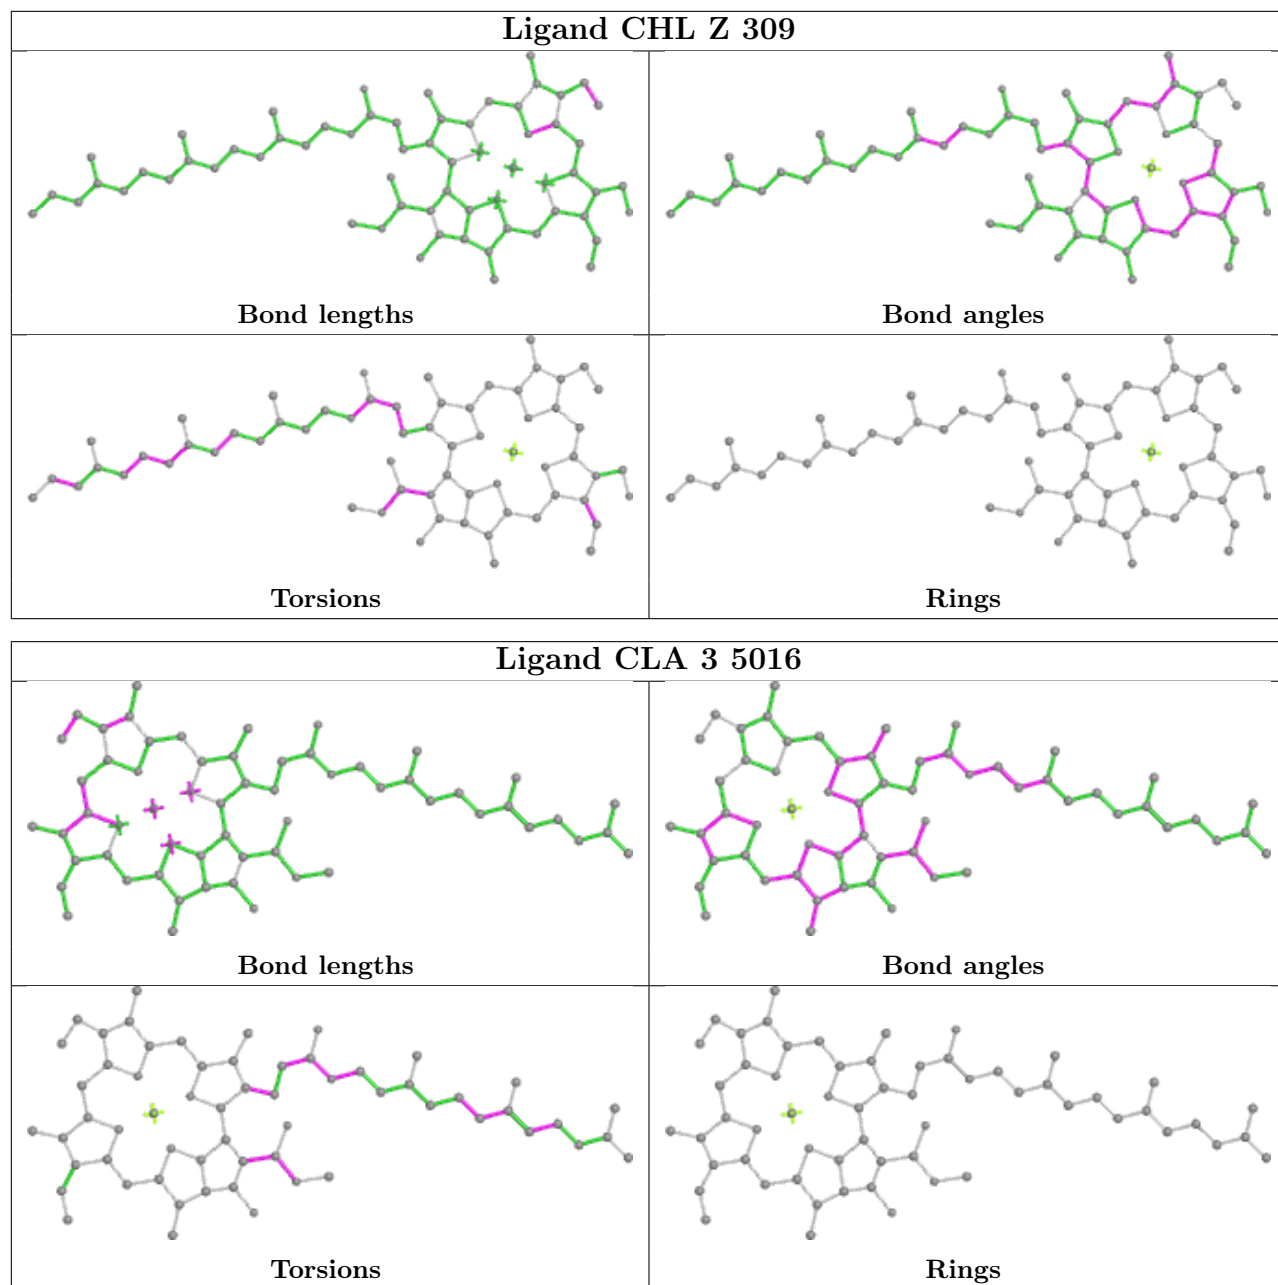 Ligand CHL Z 309
Bond lengths
Bond angles
Torsions
Rings
Ligand CLA 3 5016
Bond lengths
Bond angles
Torsions
Rings